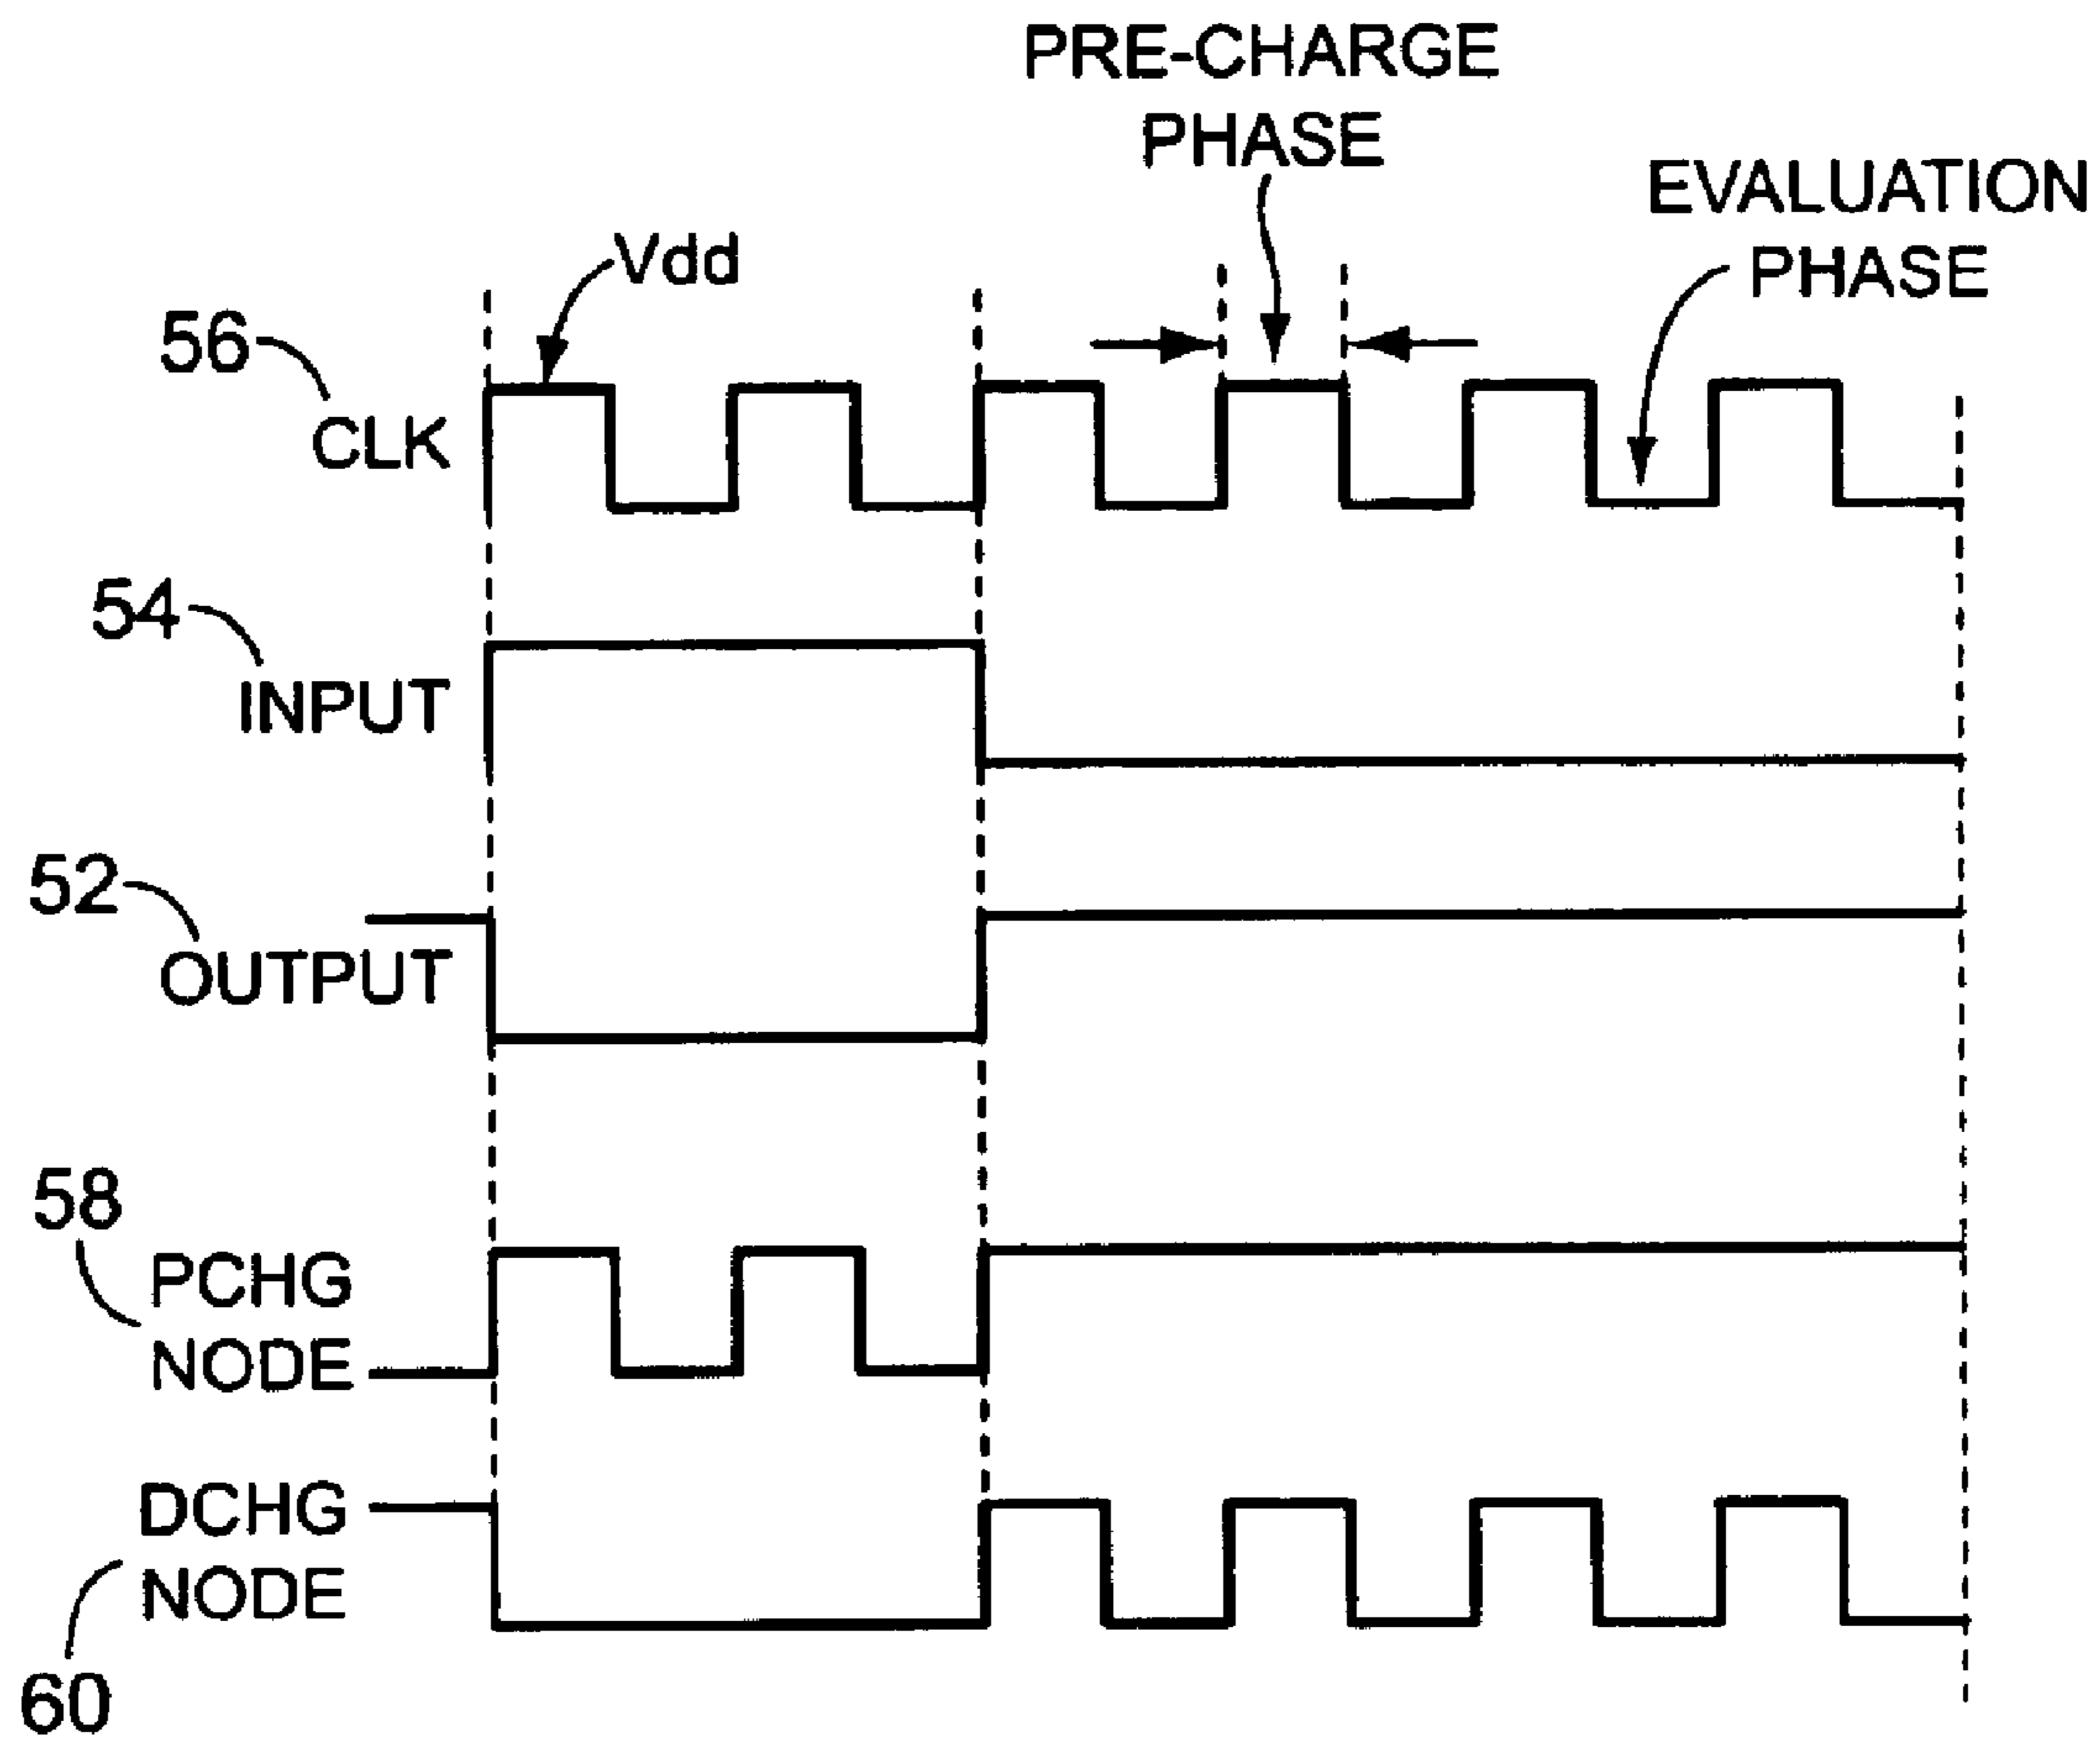 PRE-CHARGE
PHASE
EVALUATION
PHASE
Vdd
56
CLK
54
INPUT
52
OUTPUT
58
PCHG
NODE
DCHG
NODE
60